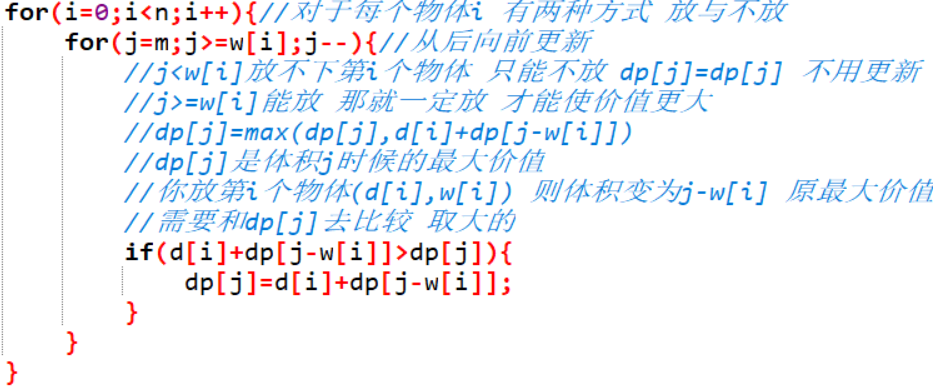 for(i=0;i<n;i++){//对于每个物体i 有两种方式 放与不放
for(j=m;j>=w[i];j--){//从后向前更新
//j<w[i]放不下第i个物体 只能不放 dp[j]=dp[j] 不用更新
//j>=w[i]能放 那就一定放 才能使价值更大
//dp[j]=max(dp[j],d[i]+dp[j-w[i]])
//dp[j]是体积j时候的最大价值
//你放第i个物体(d[i],w[i]) 则体积变为j-w[i] 原最大价值
//需要和dp[j]去比较 取大的
if(d[i]+dp[j-w[i]]>dp[j]){
dp[j]=d[i]+dp[j-w[i]];
}
}
}